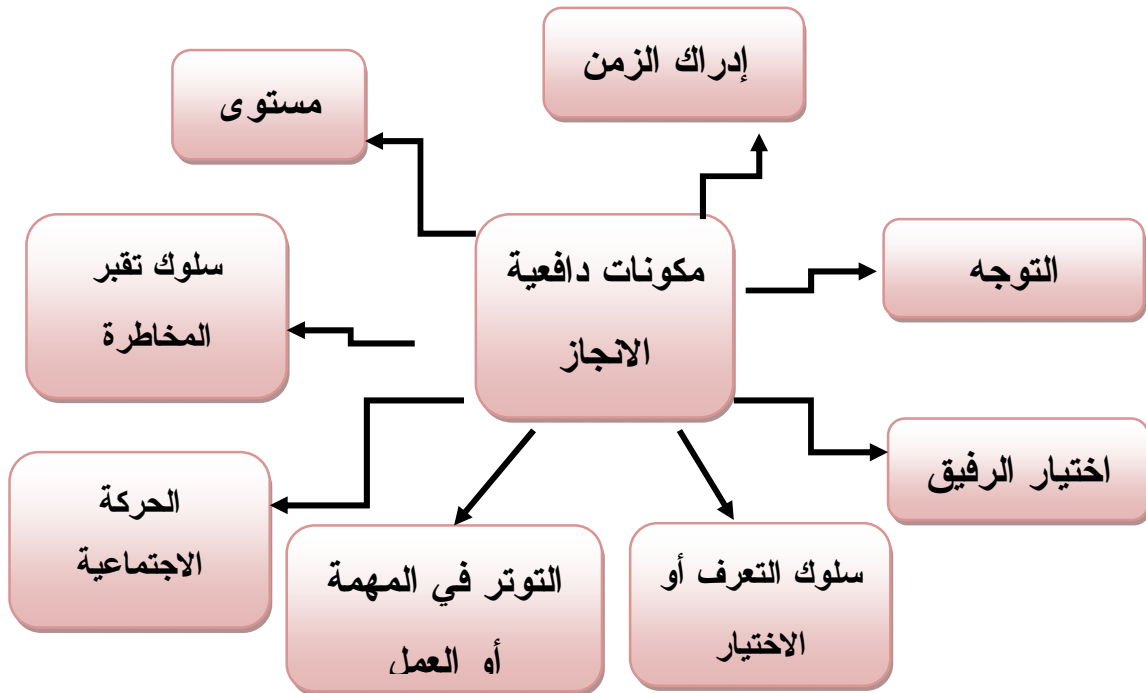 إدراك الزمن
مستوى
التوجه
مكونات دافعية
الانجاز
سلوك تقبر
المخاطرة
اختيار الرفيق
الحركة
الاجتماعية
التوتر في المهمة
أو العمل
سلوك التعرف أو
الاختيار